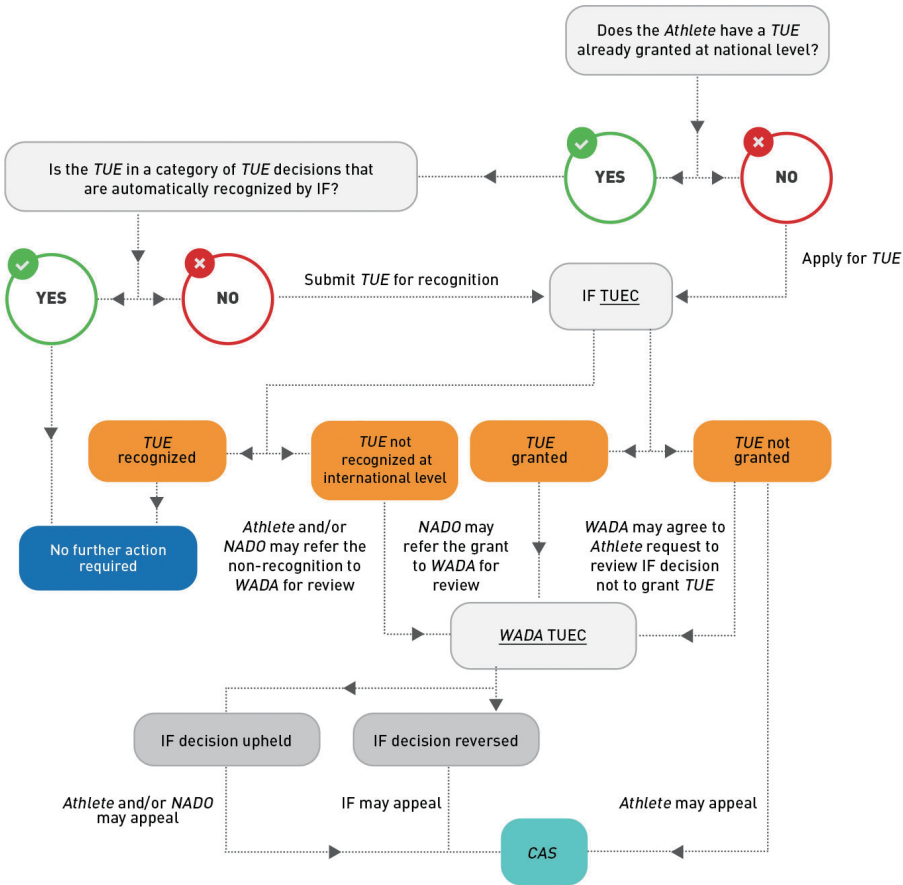 Does the Athlete have a TUE
already granted at national level?
Is the TUE in a category of TUE decisions that
are automatically recognized by IF?
YES
NO
YES
NO
Submit TUE for recognition
IF TUEC
Apply for TUE
TUE
recognized
TUE not
recognized at
international level
TUE
granted
TUE not
granted
No further action
required
Athlete and/or
NADO may refer the
non-recognition to
WADA for review
NADO may
refer the grant
to WADA for
review
WADA may agree to
Athlete request to
review IF decision
not to grant TUE
WADA TUEC
IF decision upheld
IF decision reversed
Athlete and/or NADO
may appeal
IF may appeal
Athlete may appeal
CAS